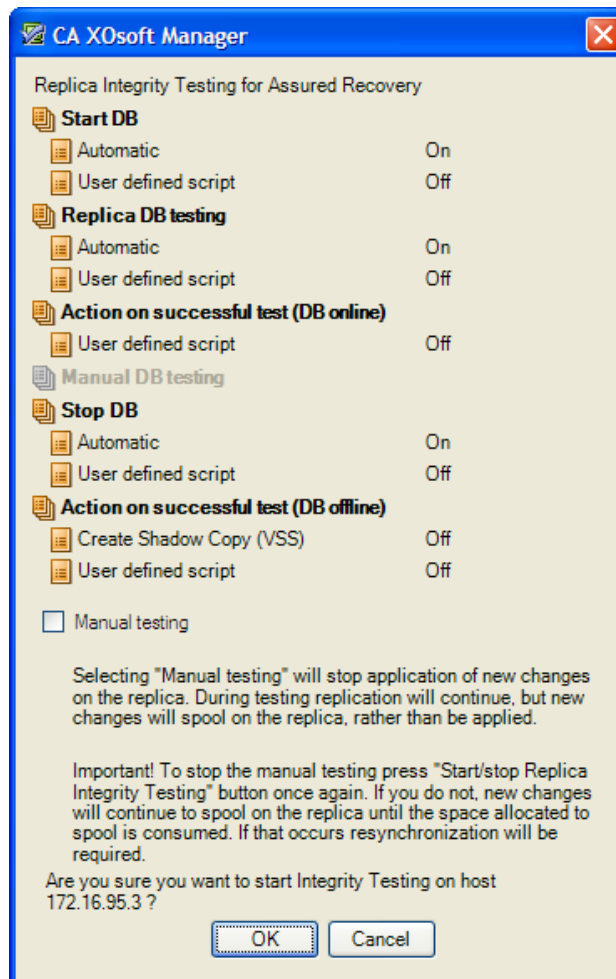 CA XOsoft Manager
Replica Integrity Testing for Assured Recovery
Start DB
Automatic On
User defined script Off
Replica DB testing
Automatic On
User defined script Off
Action on successful test (DB online)
User defined script Off
Manual DB testing
Stop DB
Automatic On
User defined script Off
Action on successful test (DB offline)
Create Shadow Copy (VSS) Off
User defined script Off
Manual testing
Selecting "Manual testing" will stop application of new changes
on the replica. During testing replication will continue, but new
changes will spool on the replica, rather than be applied.
Important! To stop the manual testing press "Start/stop Replica
Integrity Testing" button once again. If you do not, new changes
will continue to spool on the replica until the space allocated to
spool is consumed. If that occurs resynchronization will be
required.
Are you sure you want to start Integrity Testing on host
172.16.95.3 ?
OK Cancel